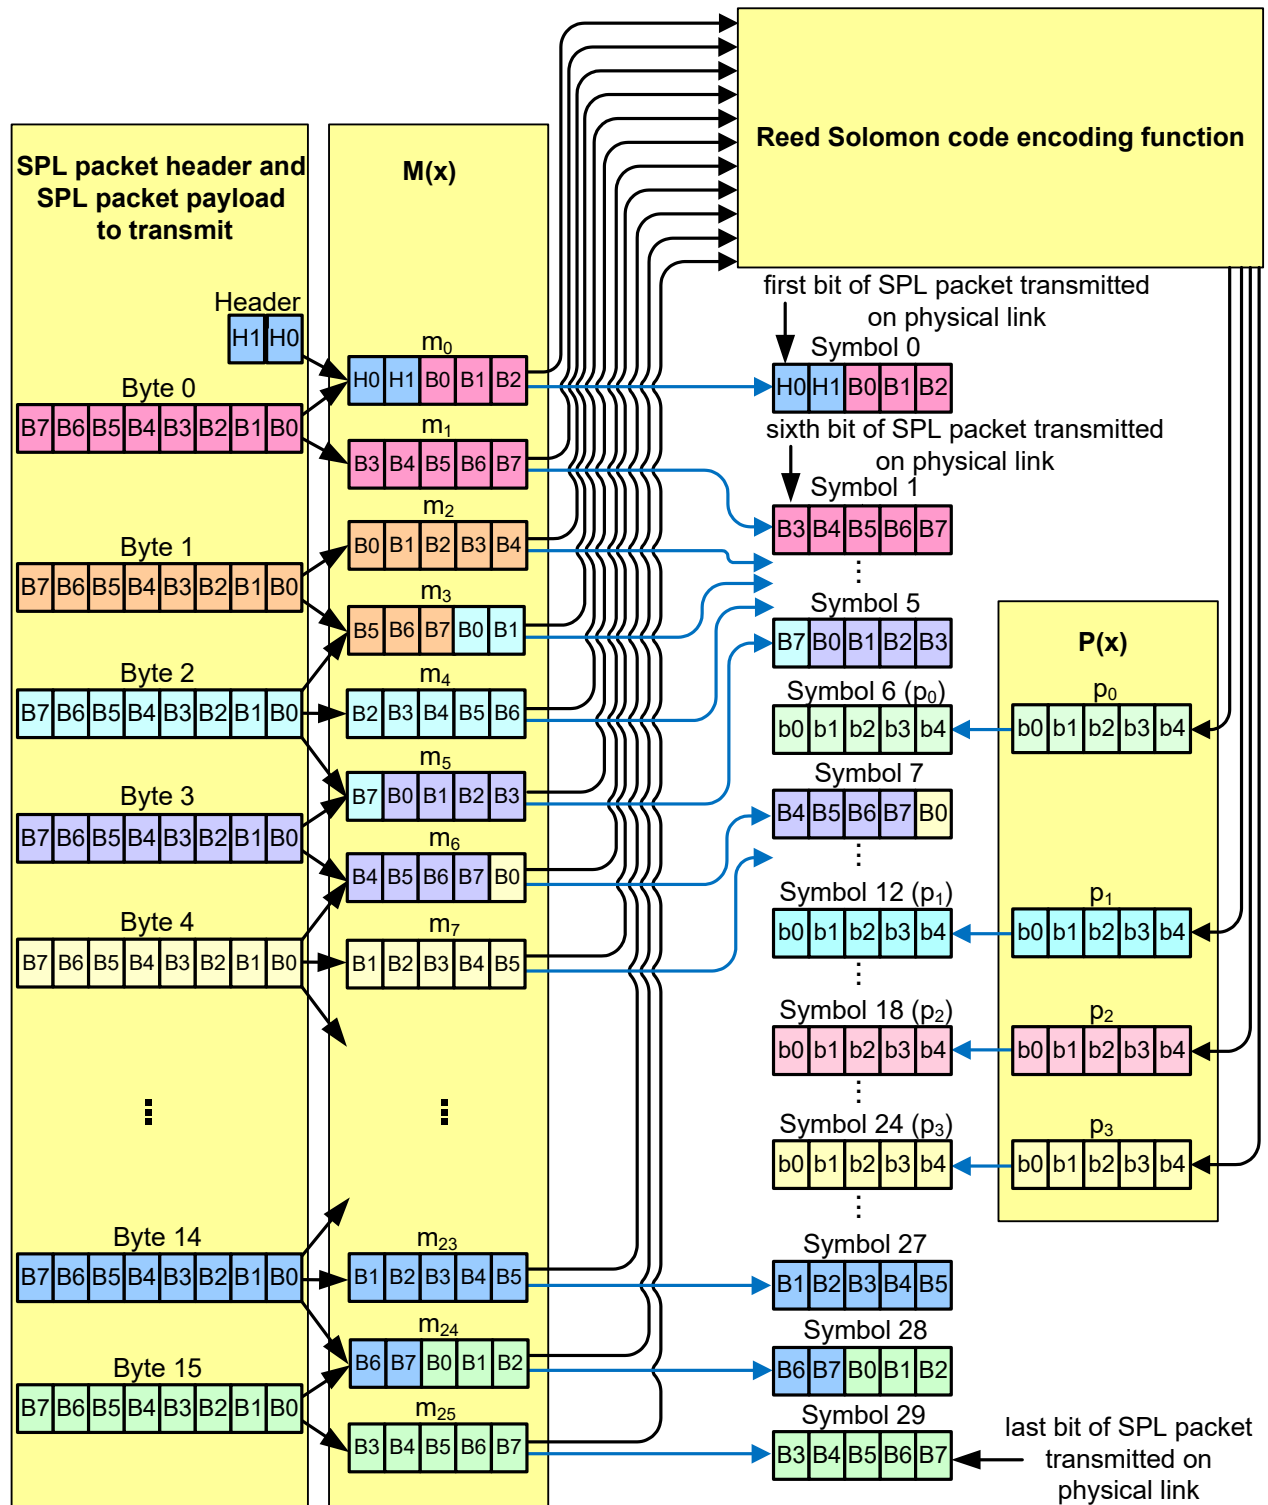 SPL packet header and
SPL packet payload
to transmit
Header
H1 H0
Byte 0
B7 B6 B5 B4 B3 B2 B1 B0
Byte 1
B7 B6 B5 B4 B3 B2 B1 B0
Byte 2
B7 B6 B5 B4 B3 B2 B1 B0
Byte 3
B7 B6 B5 B4 B3 B2 B1 B0
Byte 4
B7 B6 B5 B4 B3 B2 B1 B0
Byte 14
B7 B6 B5 B4 B3 B2 B1 B0
Byte 15
B7 B6 B5 B4 B3 B2 B1 B0
M(x)
m0
H0 H1 B0 B1 B2
m1
B3 B4 B5 B6 B7
m2
B0 B1 B2 B3 B4
m3
B5 B6 B7 B0 B1
m4
B2 B3 B4 B5 B6
m5
B7 B0 B1 B2 B3
m6
B4 B5 B6 B7 B0
m7
B1 B2 B3 B4 B5
m23
B1 B2 B3 B4 B5
m24
B6 B7 B0 B1 B2
m25
B3 B4 B5 B6 B7
Reed Solomon code encoding function
first bit of SPL packet transmitted
on physical link
Symbol 0
H0 H1 B0 B1 B2
sixth bit of SPL packet transmitted
on physical link
Symbol 1
B3 B4 B5 B6 B7
Symbol 5
B7 B0 B1 B2 B3
Symbol 6 (p0)
b0 b1 b2 b3 b4
Symbol 7
B4 B5 B6 B7 B0
Symbol 12 (p1)
b0 b1 b2 b3 b4
Symbol 18 (p2)
b0 b1 b2 b3 b4
Symbol 24 (p3)
b0 b1 b2 b3 b4
Symbol 27
B1 B2 B3 B4 B5
Symbol 28
B6 B7 B0 B1 B2
Symbol 29
B3 B4 B5 B6 B7
P(x)
p0
b0 b1 b2 b3 b4
p1
b0 b1 b2 b3 b4
p2
b0 b1 b2 b3 b4
p3
b0 b1 b2 b3 b4
last bit of SPL packet
transmitted on
physical link